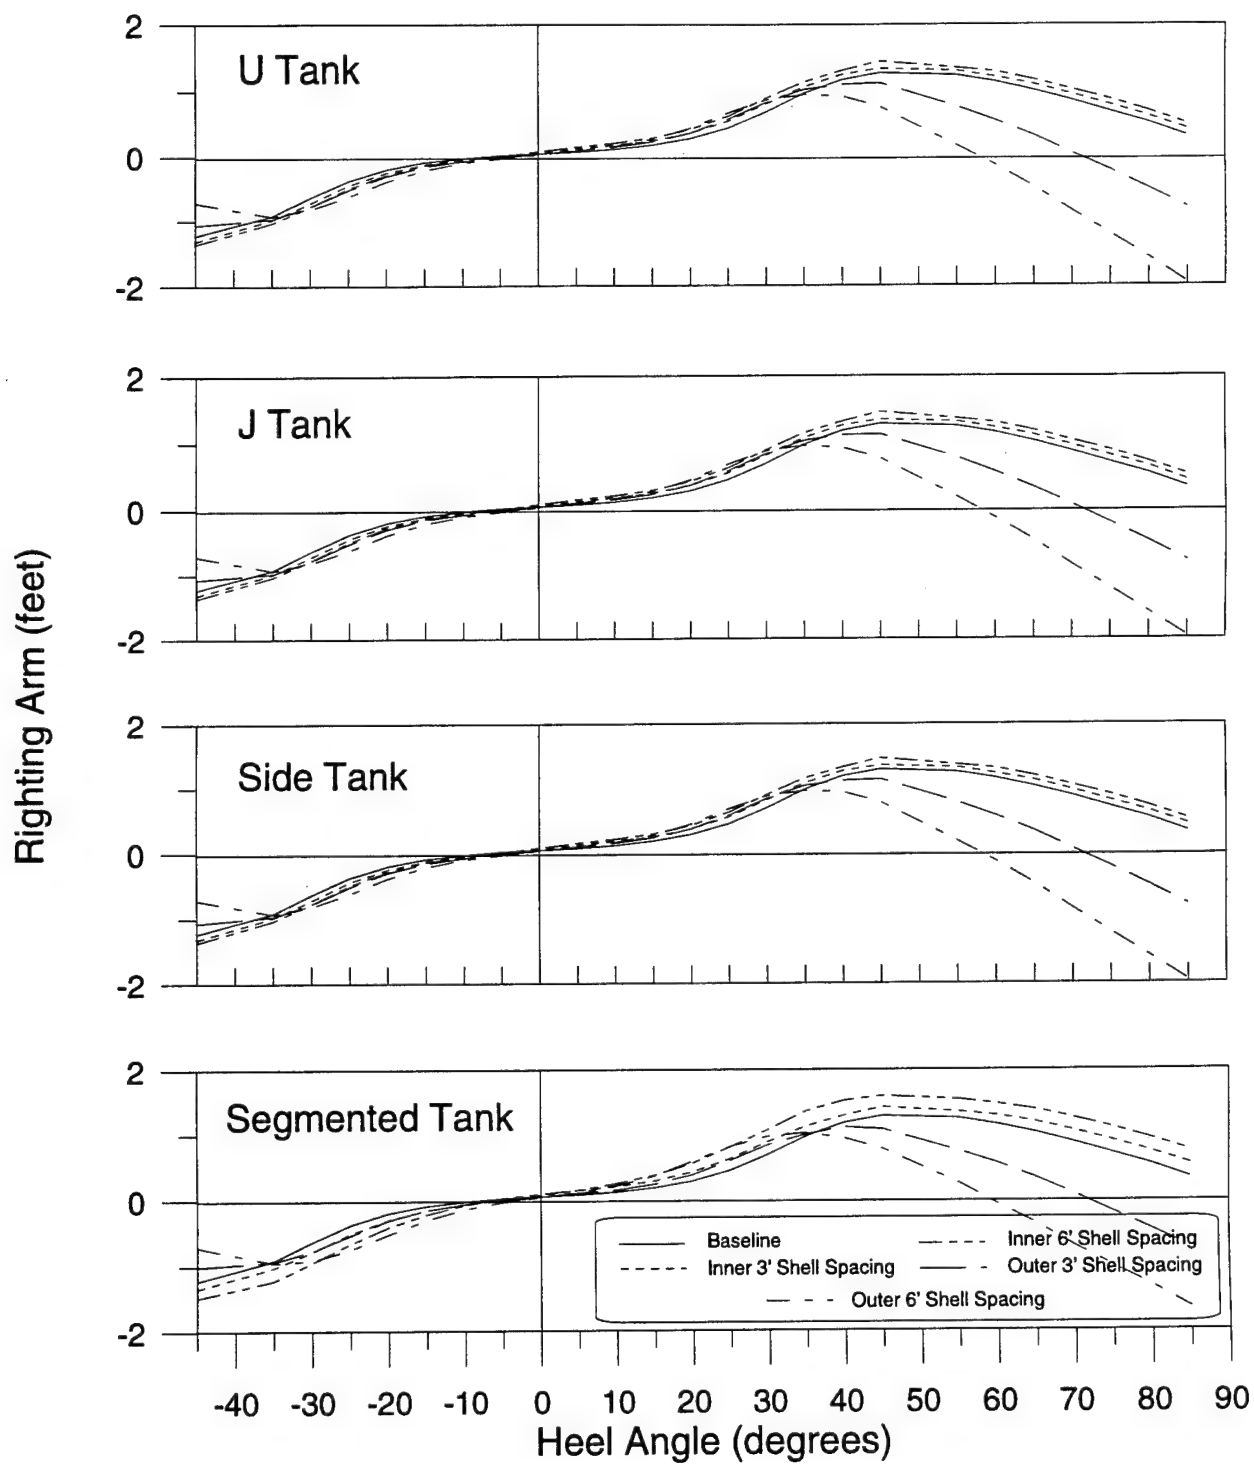 2
U Tank
0
-2
2
J Tank
0
-2
Righting Arm (feet)
2
Side Tank
0
-2
2
Segmented Tank
0
Baseline
Inner 6' Shell Spacing
Inner 3' Shell Spacing
Outer 3' Shell Spacing
Outer 6' Shell Spacing
-2
-40 -30 -20 -10 0 10 20 30 40 50 60 70 80 90
Heel Angle (degrees)